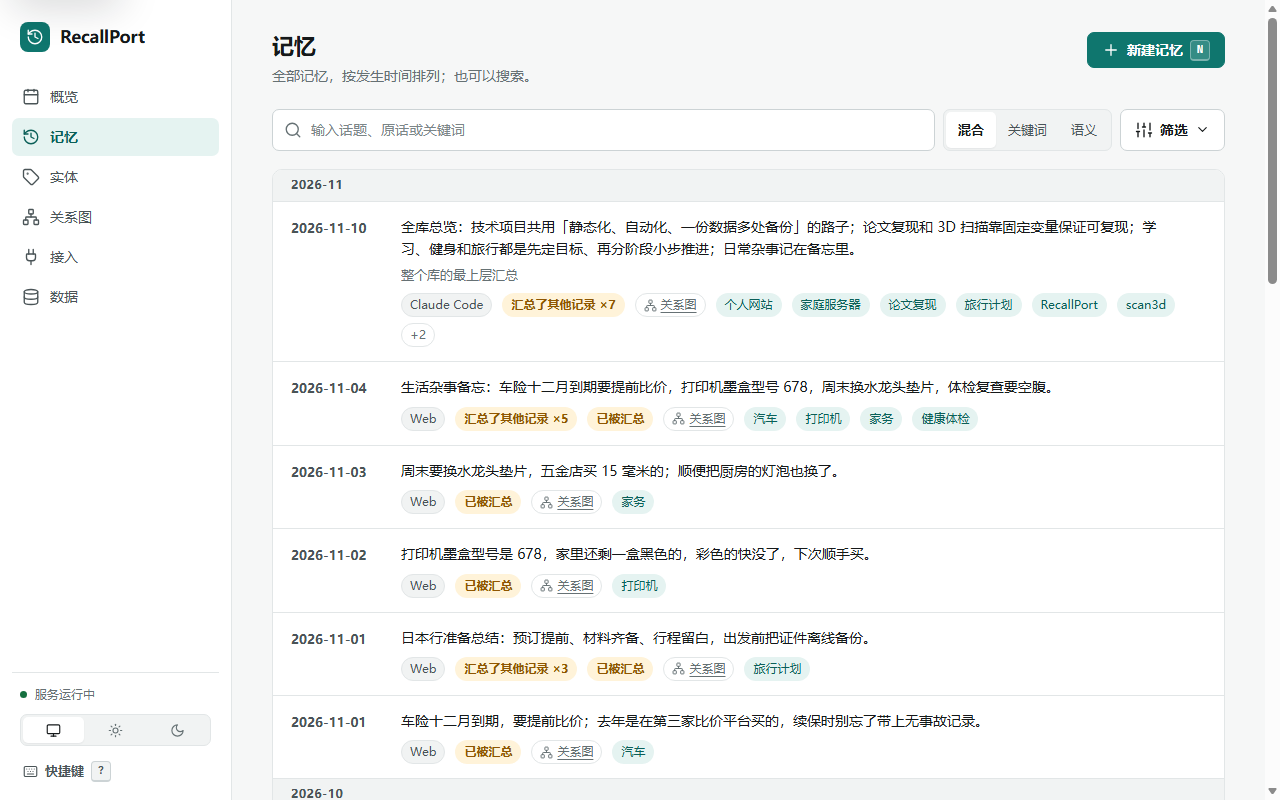 RecallPort
概览
记忆
实体
关系图
接入
数据
服务运行中
快捷键 ?
记忆
全部记忆，按发生时间排列；也可以搜索。
新建记忆 N
输入话题、原话或关键词
混合 关键词 语义
筛选
2026-11
2026-11-10
全库总览：技术项目共用「静态化、自动化、一份数据多处备份」的路子；论文复现和 3D 扫描靠固定变量保证可复现；学
习、健身和旅行都是先定目标、再分阶段小步推进；日常杂事记在备忘里。
整个库的最上层汇总
Claude Code 汇总了其他记录 ×7 关系图 个人网站 家庭服务器 论文复现 旅行计划 RecallPort scan3d
+2
2026-11-04
生活杂事备忘：车险十二月到期要提前比价，打印机墨盒型号 678，周末换水龙头垫片，体检复查要空腹。
Web 汇总了其他记录 ×5 已被汇总 关系图 汽车 打印机 家务 健康体检
2026-11-03
周末要换水龙头垫片，五金店买 15 毫米的；顺便把厨房的灯泡也换了。
Web 已被汇总 关系图 家务
2026-11-02
打印机墨盒型号是 678，家里还剩一盒黑色的，彩色的快没了，下次顺手买。
Web 已被汇总 关系图 打印机
2026-11-01
日本行准备总结：预订提前、材料齐备、行程留白，出发前把证件离线备份。
Web 汇总了其他记录 ×3 已被汇总 关系图 旅行计划
2026-11-01
车险十二月到期，要提前比价；去年是在第三家比价平台买的，续保时别忘了带上无事故记录。
Web 已被汇总 关系图 汽车
2026-10